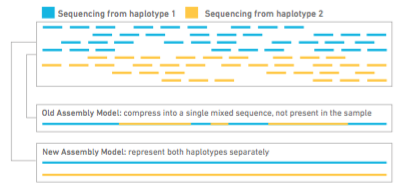 Sequencing from haplotype 1
Sequencing from haplotype 2
Old Assembly Model: compress into a single mixed sequence, not present in the sample
New Assembly Model: represent both haplotypes separately